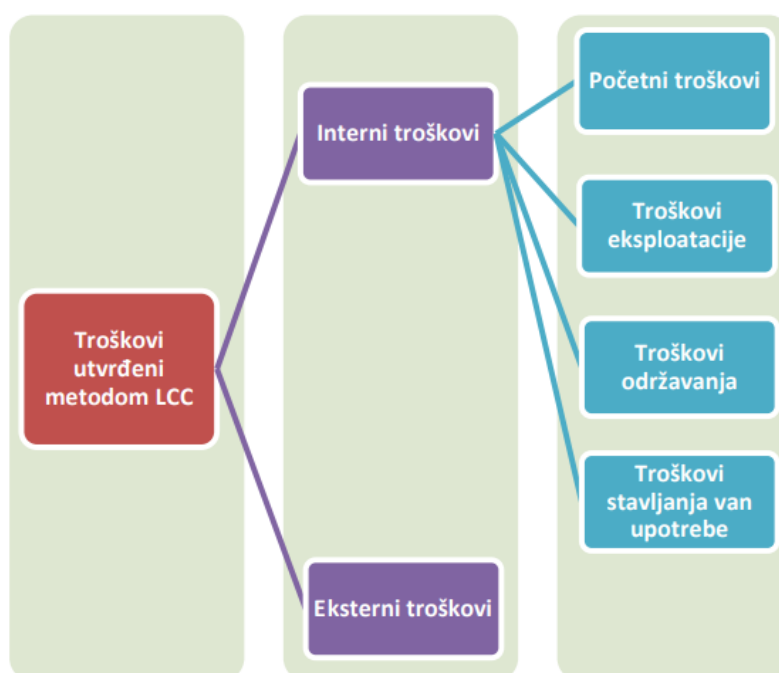 Troškovi
utvrđeni
metodom LCC
Interni troškovi
Eksterni troškovi
Početni troškovi
Troškovi
eksploatacije
Troškovi
održavanja
Troškovi
stavljanja van
upotrebe